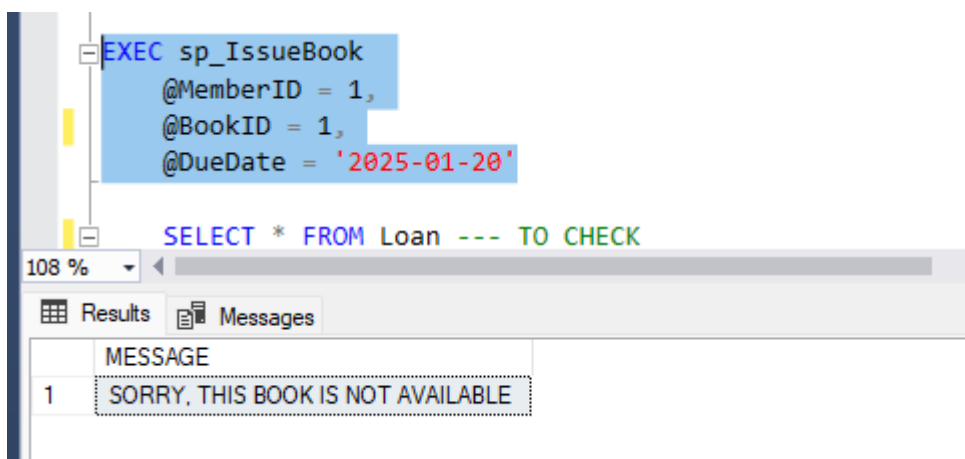 EXEC sp_IssueBook
@MemberID = 1,
@BookID = 1,
@DueDate = '2025-01-20'
SELECT * FROM Loan --- TO CHECK
108 %
Results Messages
MESSAGE
1 SORRY, THIS BOOK IS NOT AVAILABLE